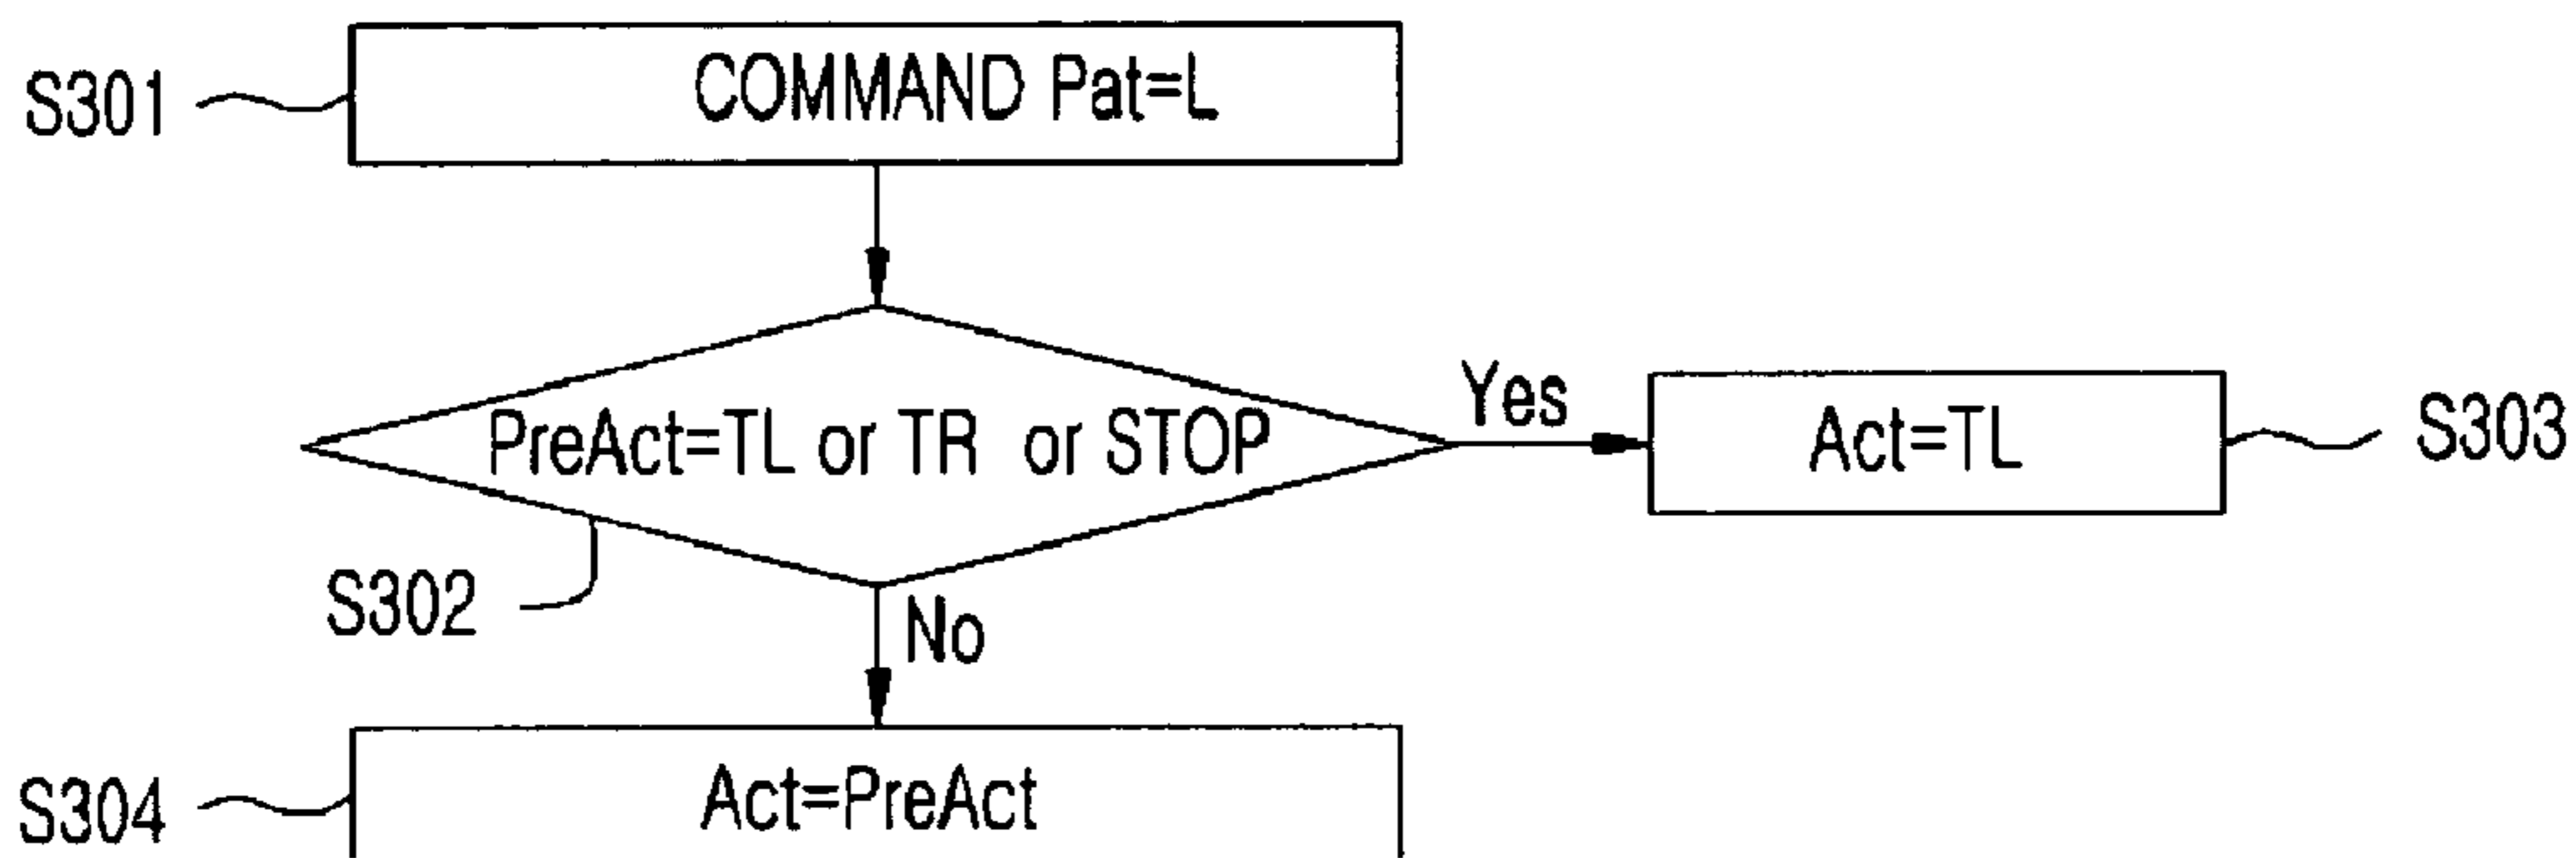 S301
COMMAND Pat=L
PreAct=TL or TR or STOP
Yes
Act=TL
S303
S302
No
S304
Act=PreAct